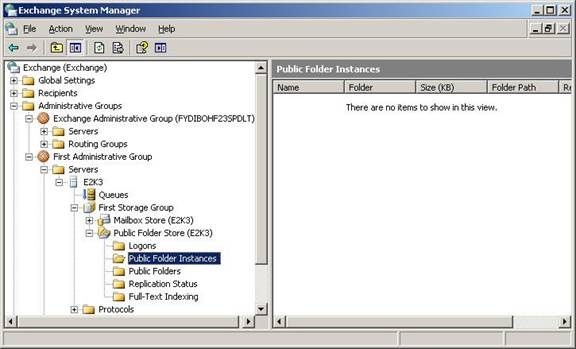 Exchange System Manager
File Action View Window Help
Exchange (Exchange)
Global Settings
Recipients
Administrative Groups
Exchange Administrative Group (FYDIBOHF23SPDLT)
Servers
Routing Groups
First Administrative Group
Servers
E2K3
Queues
First Storage Group
Mailbox Store (E2K3)
Public Folder Store (E2K3)
Logons
Public Folder Instances
Public Folders
Replication Status
Full-Text Indexing
Protocols
Public Folder Instances
Name Folder Size (KB) Folder Path Re
There are no items to show in this view.